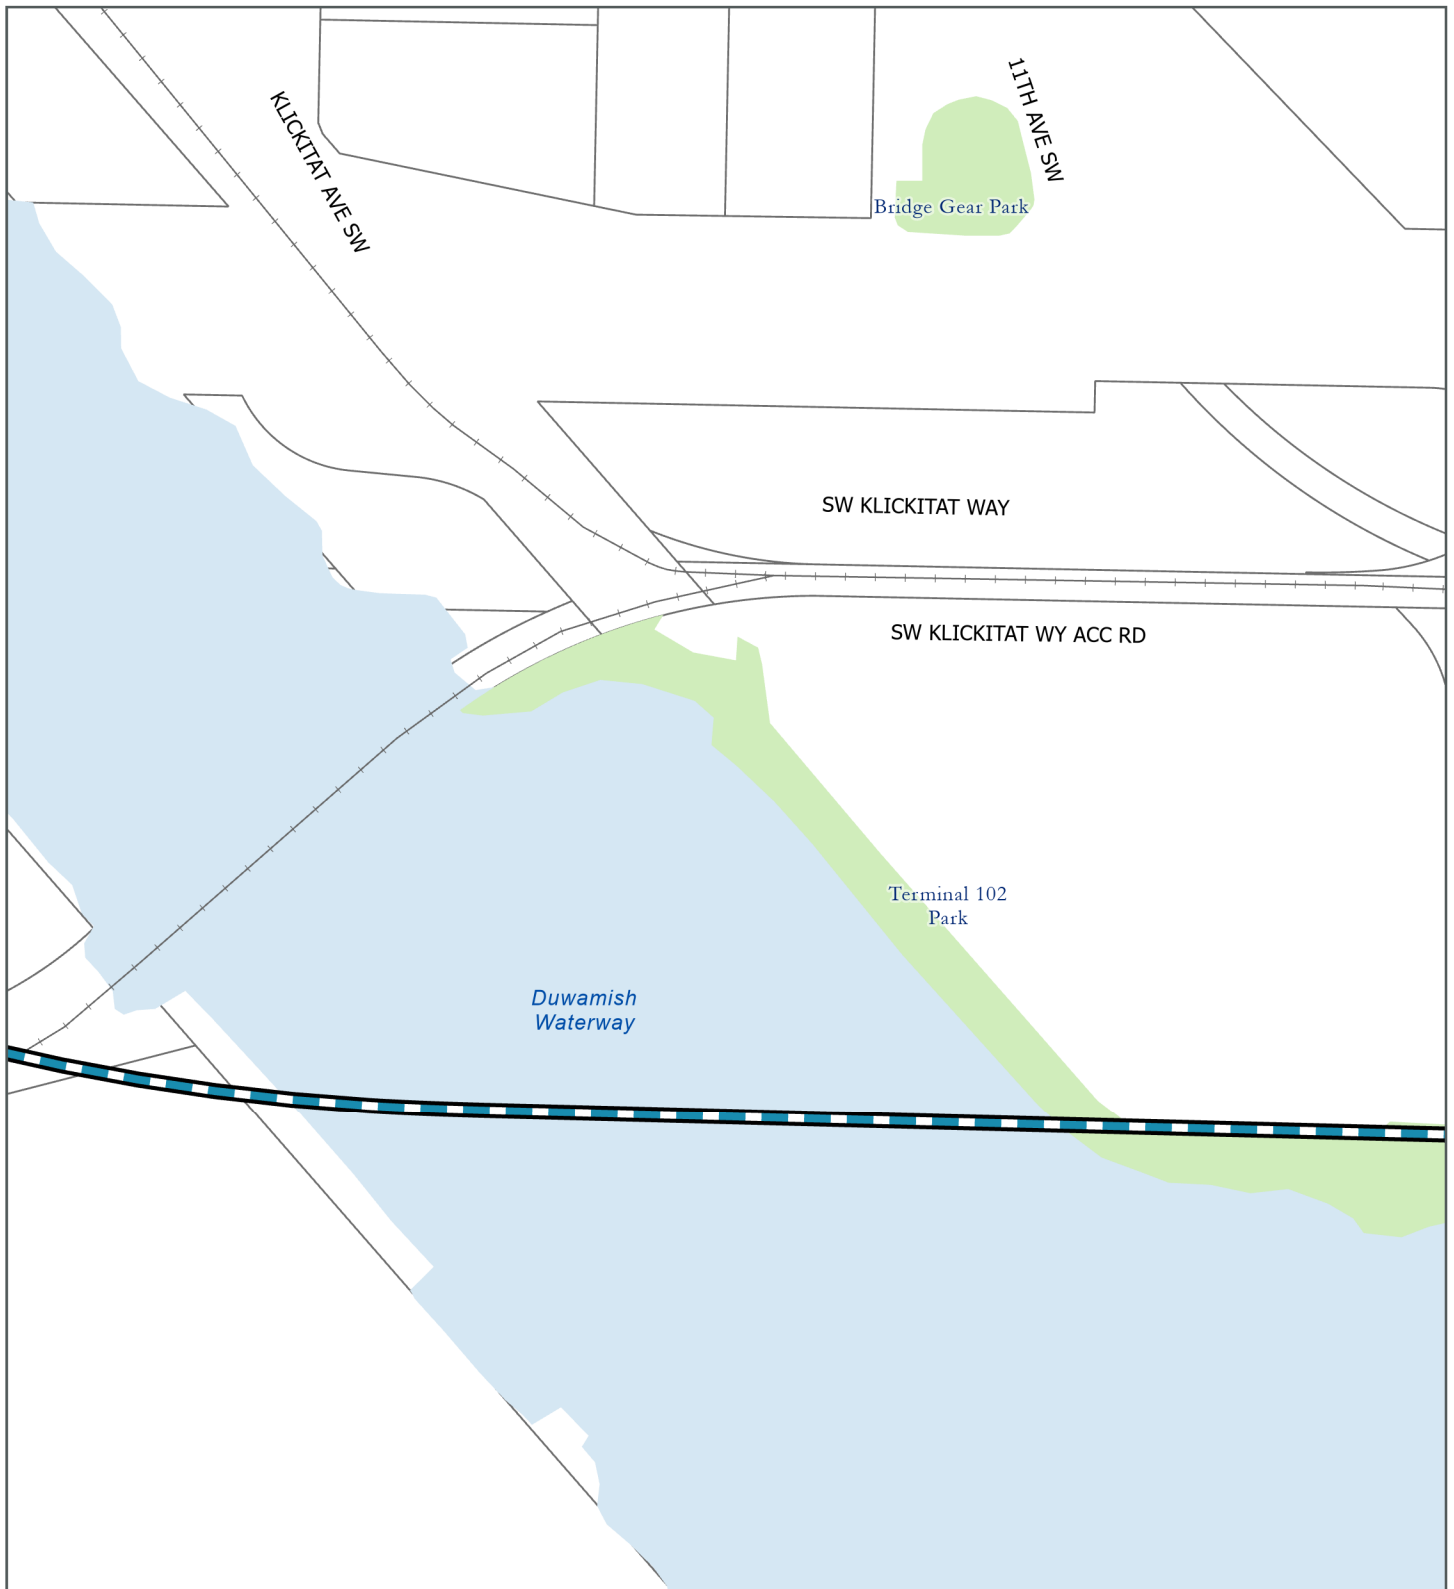 11TH AVE SW
KLICKITAT AVE SW
Bridge Gear Park
SW KLICKITAT WAY
SW KLICKITAT WY ACC RD
Terminal 102
Park
Duwamish
Waterway